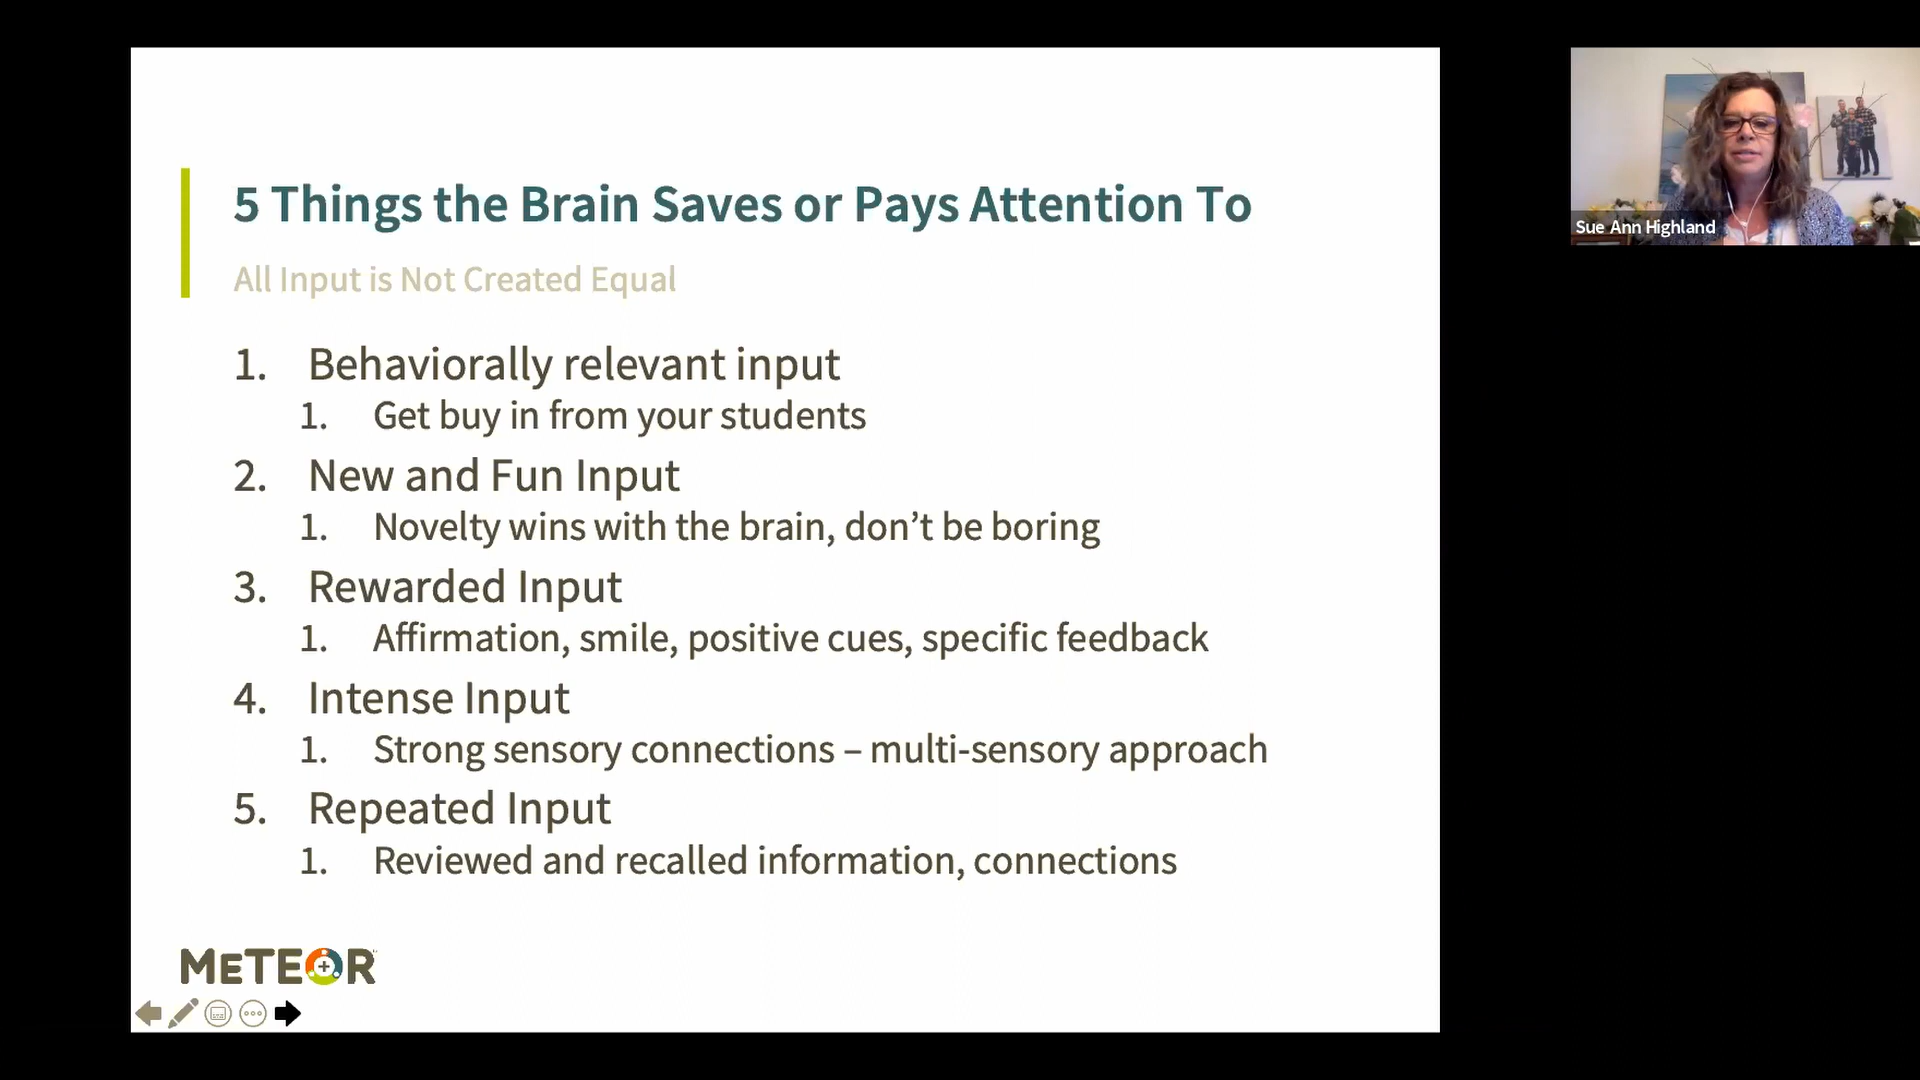 5 Things the Brain Saves or Pays Attention To
All Input is Not Created Equal
1. Behaviorally relevant input
1. Get buy in from your students
2. New and Fun Input
1. Novelty wins with the brain, don’t be boring
3. Rewarded Input
1. Affirmation, smile, positive cues, specific feedback
4. Intense Input
1. Strong sensory connections – multi-sensory approach
5. Repeated Input
1. Reviewed and recalled information, connections
METEOR
Sue Ann Highland